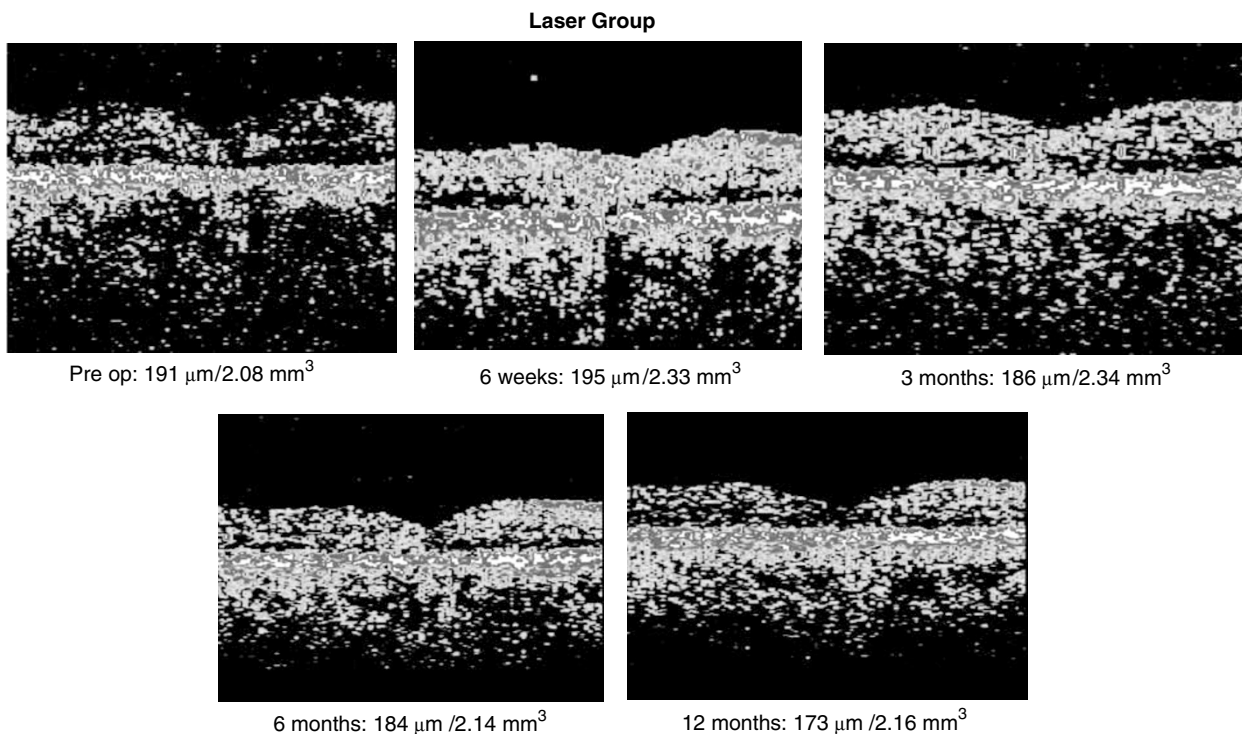 Laser Group
Pre op: 191 μm/2.08 mm³
6 weeks: 195 μm/2.33 mm³
3 months: 186 μm/2.34 mm³
6 months: 184 μm /2.14 mm³
12 months: 173 μm /2.16 mm³